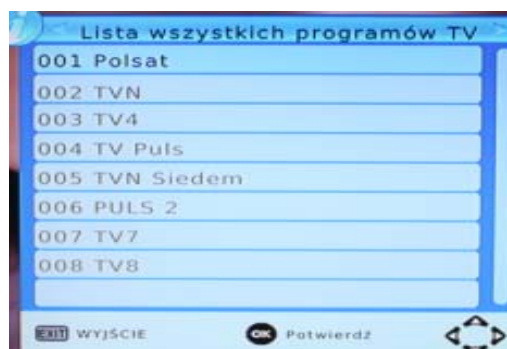 Lista wszystkich programów TV
001 Polsat
002 TVN
003 TV4
004 TV Puls
005 TVN Siedem
006 PULS 2
007 TV7
008 TV8
EXIT WYJŚCIE OK Potwierdź